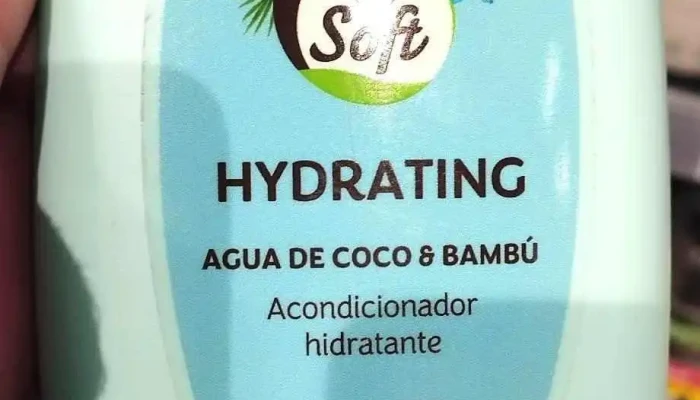 Soft
HYDRATING
AGUA DE COCO & BAMBÚ
Acondicionador
hidratante